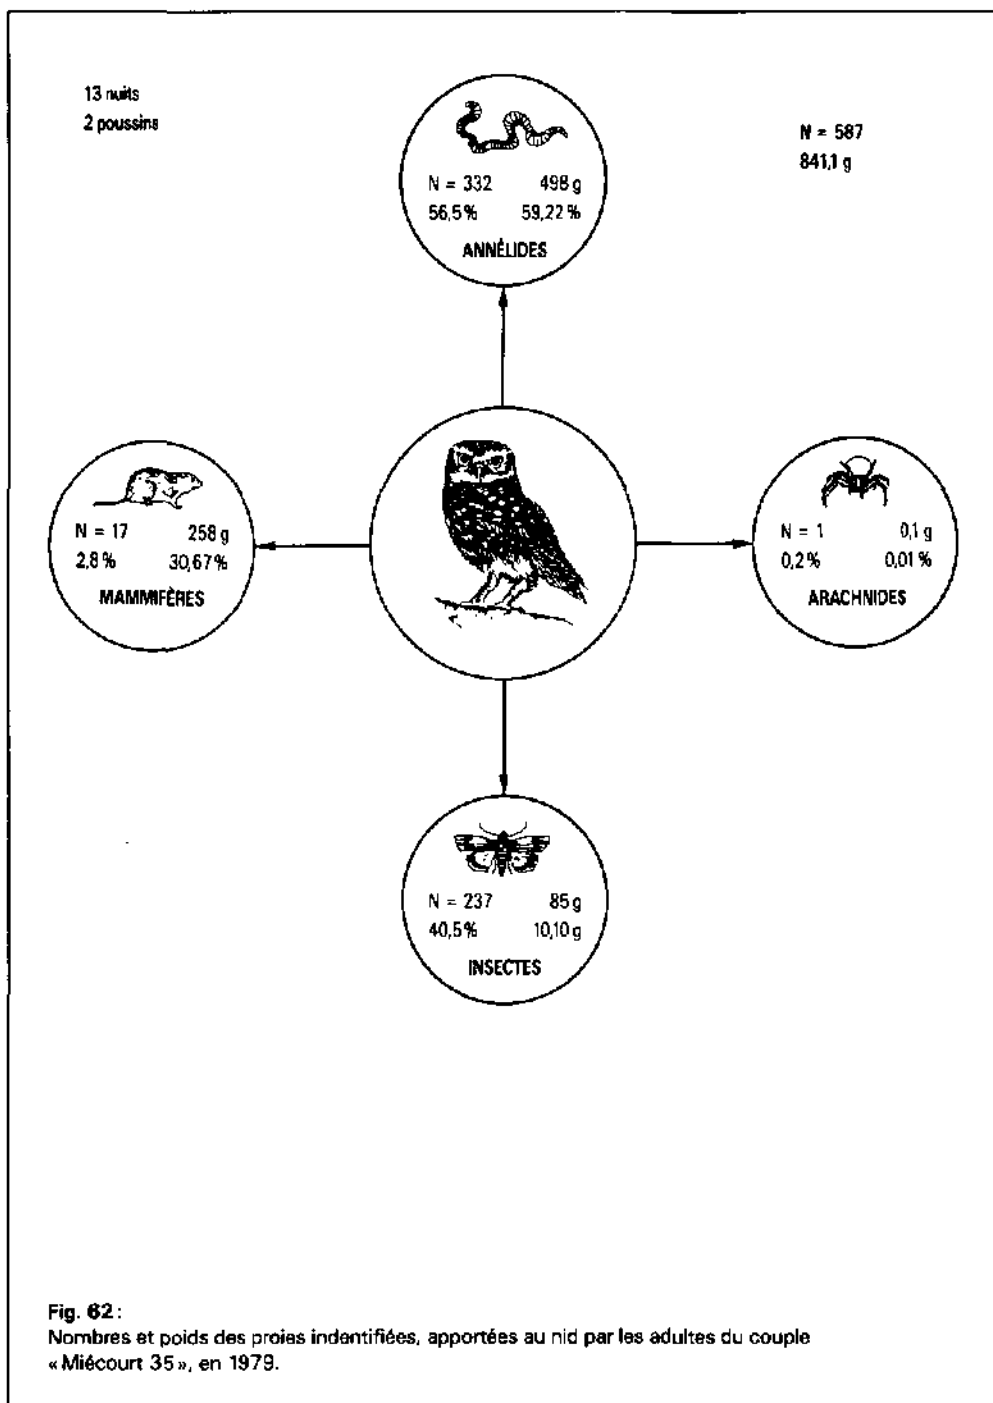 13 nuits
2 poussins
N = 587
841,1 g
N = 332 498 g
56,5% 59,22%
ANNÉLIDES
N = 17 258 g
2,8% 30,67%
MAMMIFÈRES
N = 1 0,1 g
0,2% 0,01%
ARACHNIDES
N = 237 85 g
40,5% 10,10 g
INSECTES
Fig. 62:
Nombres et poids des proies indentifiées, apportées au nid par les adultes du couple
«Miécourt 35», en 1979.